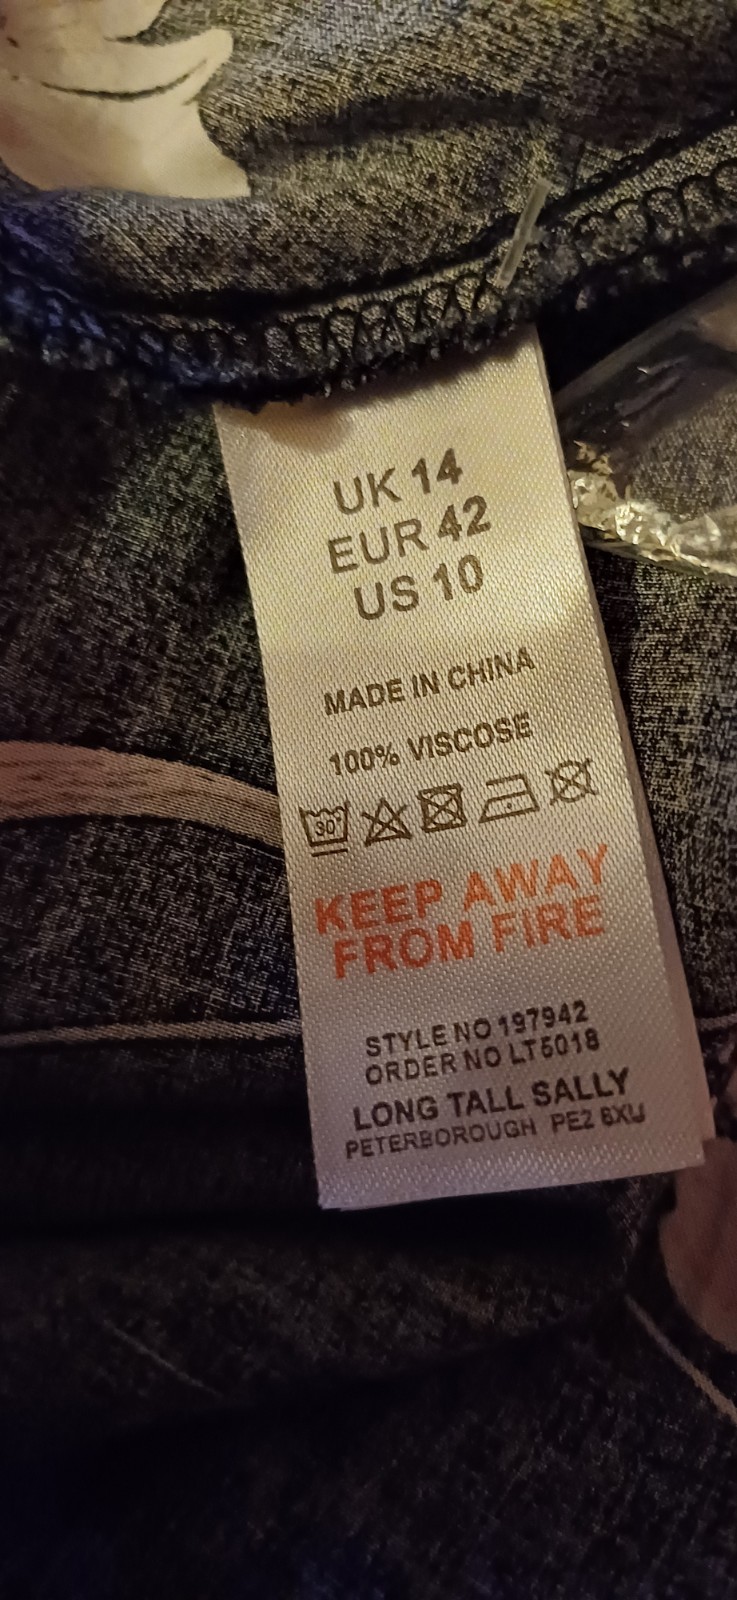 UK 14
EUR 42
US 10
MADE IN CHINA
100% VISCOSE
30°
KEEP AWAY
FROM FIRE
STYLE NO 197942
ORDER NO LT5018
LONG TALL SALLY
PETERBOROUGH PE2 6XU